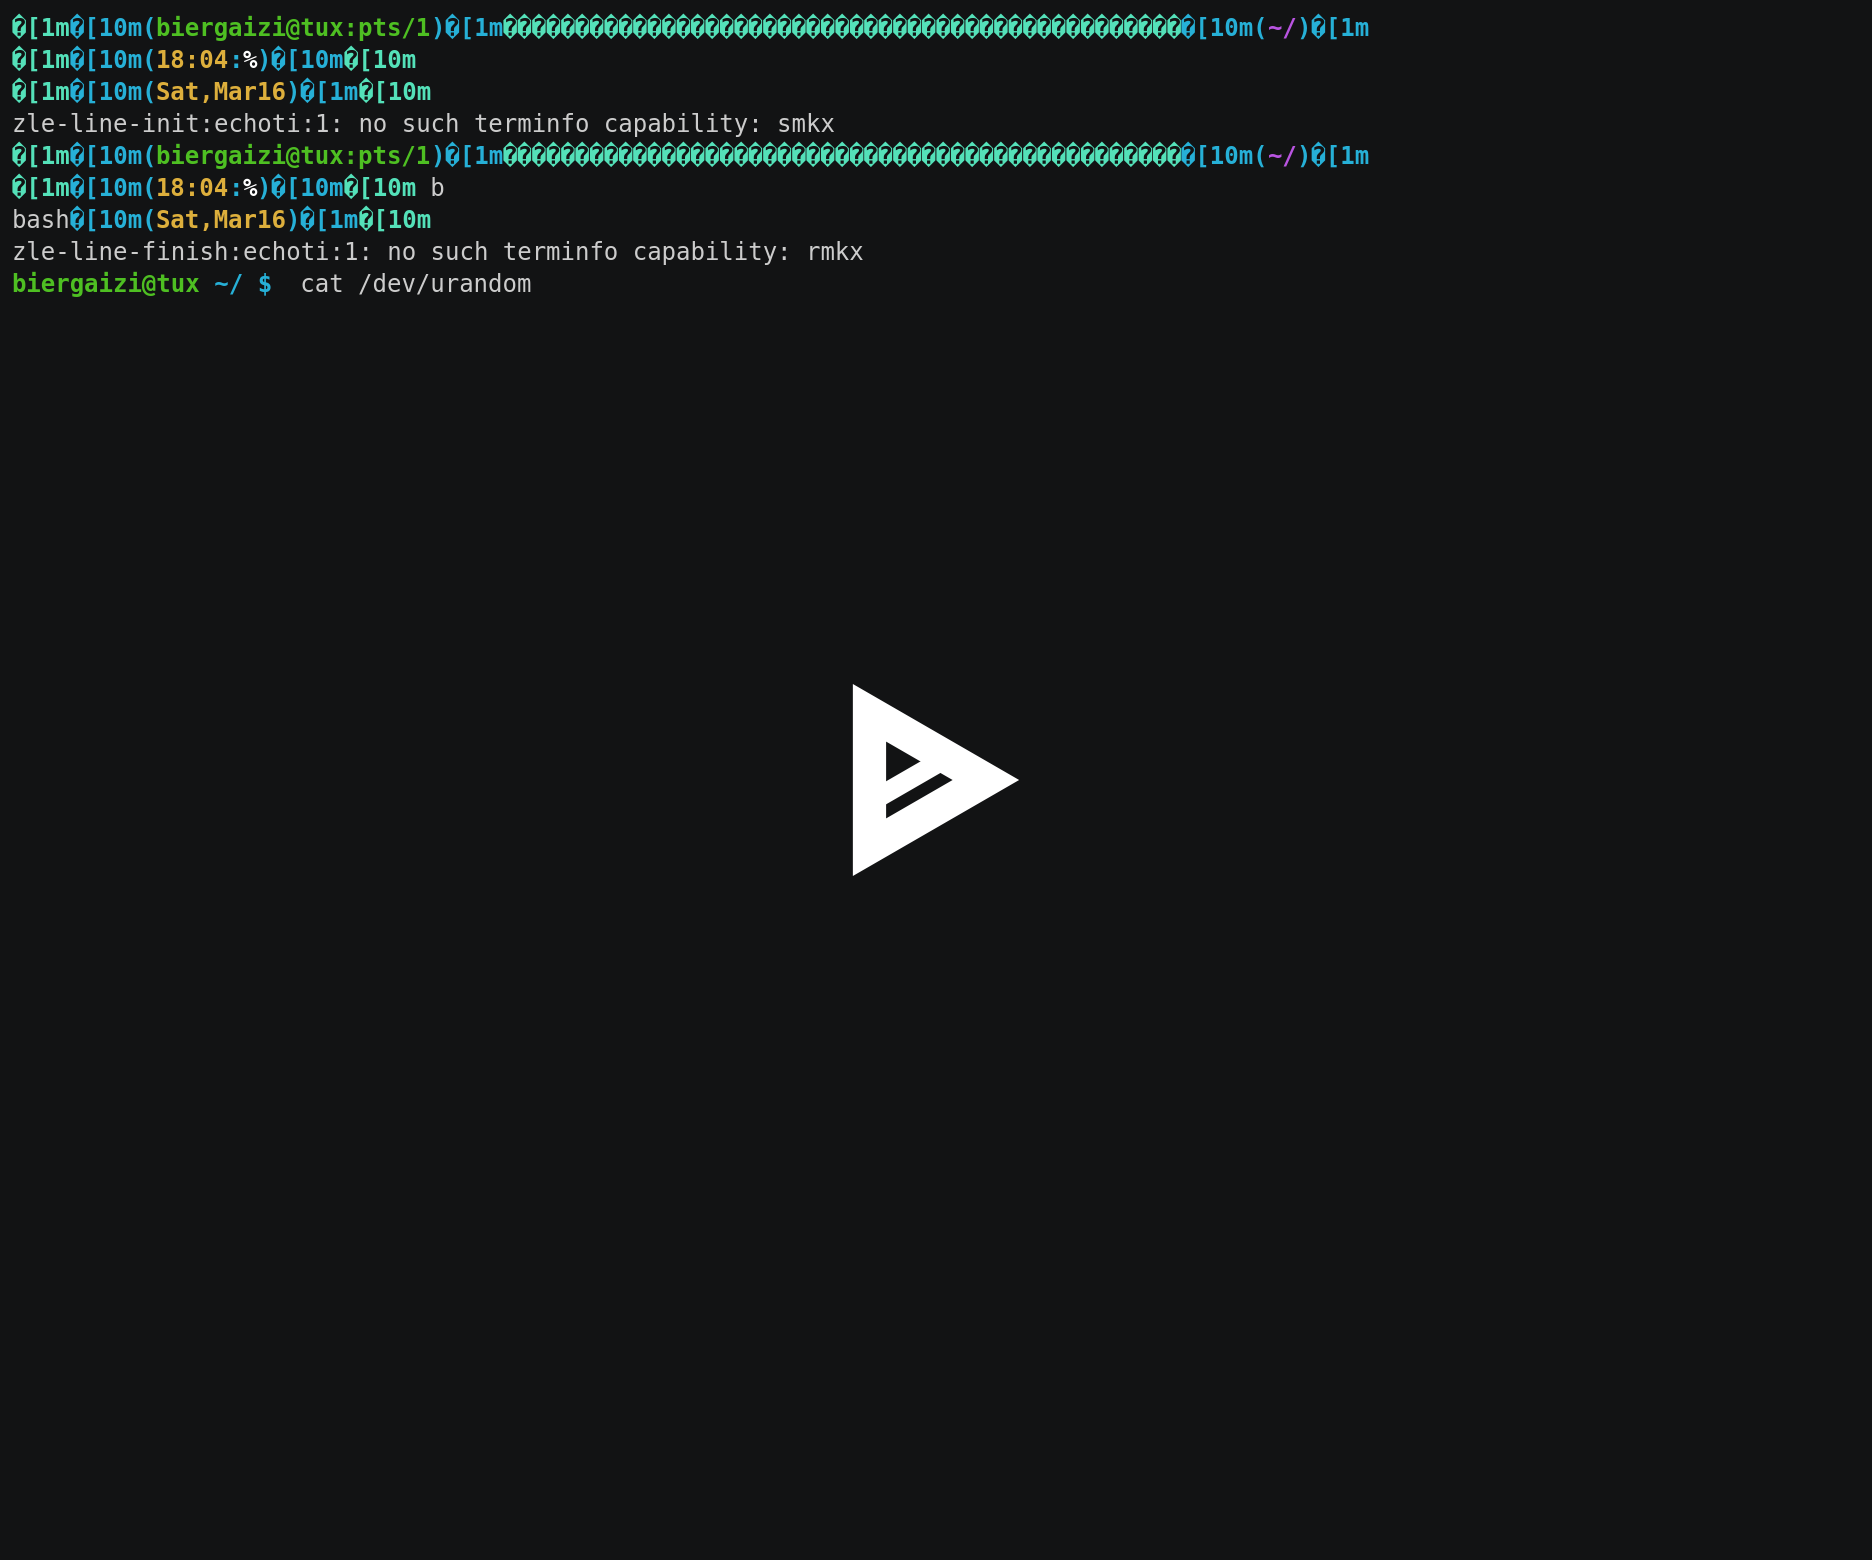 �[1m�[10m(biergaizi@tux:pts/1)�[1m�����������������������������������������������[10m(~/)�[1m
�[1m�[10m(18:04:%)�[10m�[10m
�[1m�[10m(Sat,Mar16)�[1m�[10m
zle-line-init:echoti:1: no such terminfo capability: smkx
�[1m�[10m(biergaizi@tux:pts/1)�[1m�����������������������������������������������[10m(~/)�[1m
�[1m�[10m(18:04:%)�[10m�[10m b
bash�[10m(Sat,Mar16)�[1m�[10m
zle-line-finish:echoti:1: no such terminfo capability: rmkx
biergaizi@tux ~/ $  cat /dev/urandom